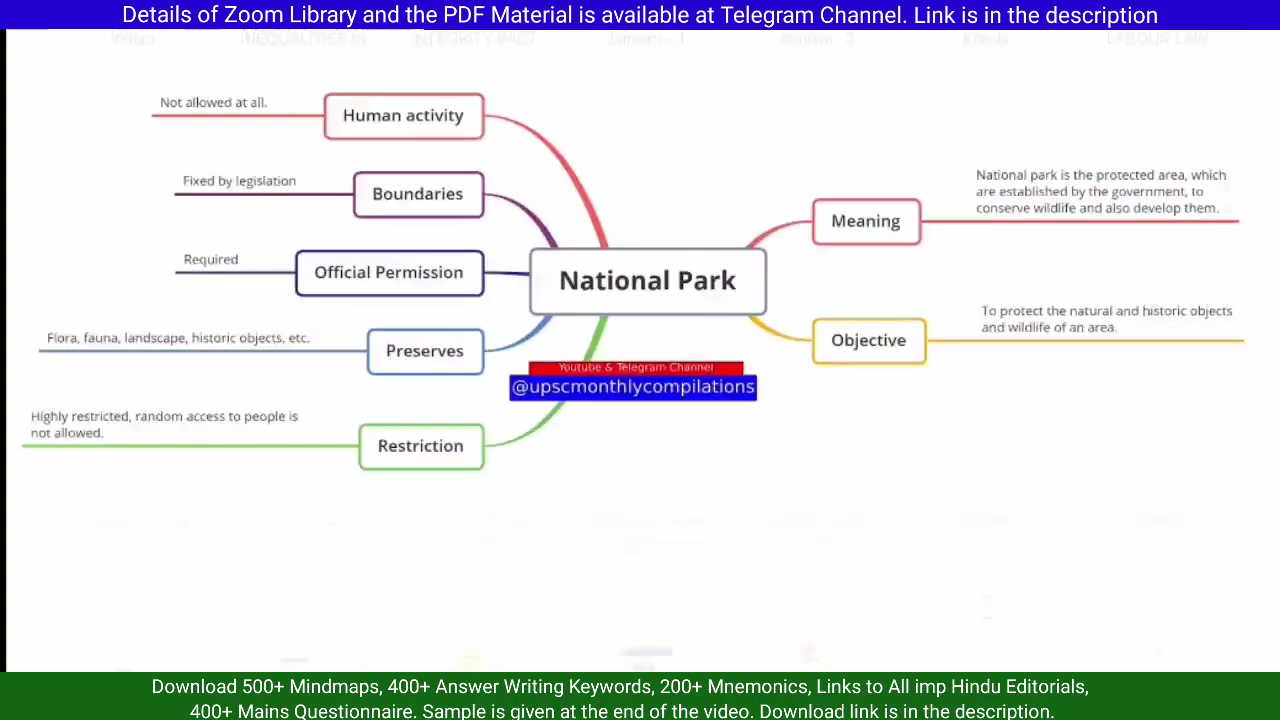 Details of Zoom Library and the PDF Material is available at Telegram Channel. Link is in the description
INEQUALITIES IN
LABOUR LAW
Not allowed at all.
Human activity
Fixed by legislation
Boundaries
Required
Official Permission
Flora, fauna, landscape, historic objects, etc.
Preserves
Highly restricted, random access to people is
not allowed.
Restriction
National Park
Youtube & Telegram Channel
@upscmonthlycompilations
National park is the protected area, which
are established by the government, to
conserve wildlife and also develop them.
Meaning
To protect the natural and historic objects
and wildlife of an area.
Objective
Download 500+ Mindmaps, 400+ Answer Writing Keywords, 200+ Mnemonics, Links to All imp Hindu Editorials,
400+ Mains Questionnaire. Sample is given at the end of the video. Download link is in the description.